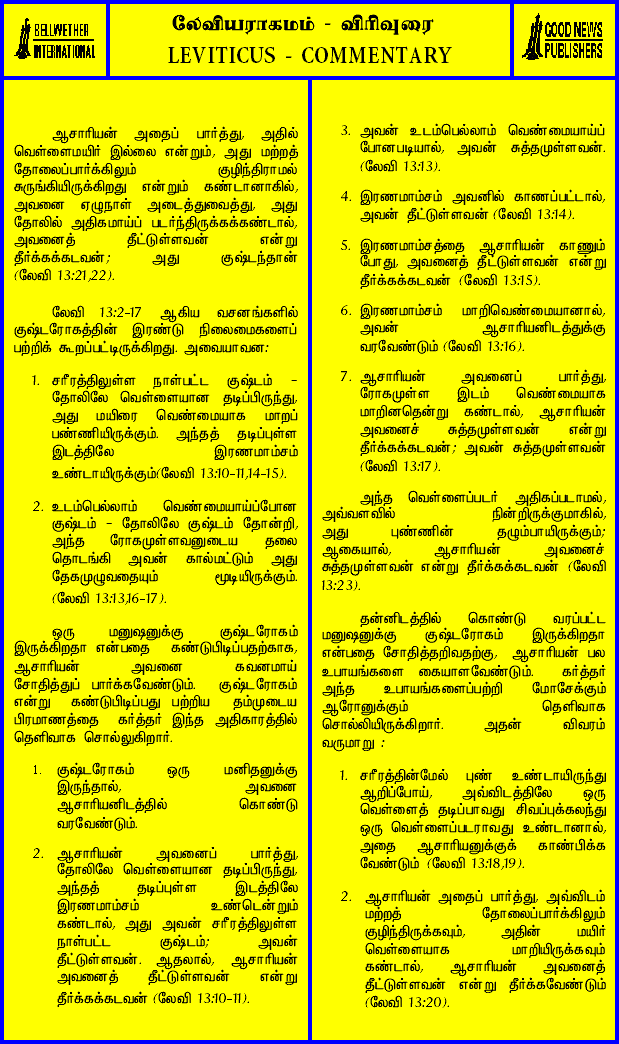 BELLWETHER
INTERNATIONAL
லேவியராகமம் - விரிவுரை
LEVITICUS - COMMENTARY
GOOD NEWS
PUBLISHERS
ஆசாரியன் அதைப் பார்த்து, அதில்
வெள்ளைமயிர் இல்லை என்றும், அது மற்றத்
தோலைப்பார்க்கிலும் குழிந்திராமல்
சுருங்கியிருக்கிறது என்றும் கண்டானாகில்,
அவனை ஏழுநாள் அடைத்துவைத்து, அது
தோலில் அதிகமாய் படர்ந்திருக்கக்கண்டால்,
அவனைத் தீட்டுள்ளவன் என்று
தீர்க்கக்கடவன்; அது குஷ்டந்தான்
(லேவி 13:21,22).
லேவி 13:2-17 ஆகிய வசனங்களில்
குஷ்டரோகத்தின் இரண்டு நிலைமைகளைப்
பற்றிக் கூறப்பட்டிருக்கிறது. அவையாவன:
1. சரீரத்திலுள்ள நாள்பட்ட குஷ்டம் -
தோலிலே வெள்ளையான தடிப்பிருந்து,
அது மயிரை வெண்மையாக மாறப்
பண்ணியிருக்கும். அந்தத் தடிப்புள்ள
இடத்திலே இரணமாம்சம்
உண்டாயிருக்கும்(லேவி 13:10-11,14-15).
2. உடம்பெல்லாம் வெண்மையாய்ப்போன
குஷ்டம் - தோலிலே குஷ்டம் தோன்றி,
அந்த ரோகமுள்ளவனுடைய தலை
தொடங்கி அவன் கால்மட்டும் அது
தேகமுழுவதையும் மூடியிருக்கும்.
(லேவி 13:13,16-17).
ஒரு மனுஷனுக்கு குஷ்டரோகம்
இருக்கிறதா என்பதை கண்டுபிடிப்பதற்காக,
ஆசாரியன் அவனை கவனமாய்
சோதித்துப் பார்க்கவேண்டும். குஷ்டரோகம்
என்று கண்டுபிடிப்பது பற்றிய தம்முடைய
பிரமாணத்தை கர்த்தர் இந்த அதிகாரத்தில்
தெளிவாக சொல்லுகிறார்.
1. குஷ்டரோகம் ஒரு மனிதனுக்கு
இருந்தால், அவனை
ஆசாரியனிடத்தில் கொண்டு
வரவேண்டும்.
2. ஆசாரியன் அவனைப் பார்த்து,
தோலிலே வெள்ளையான தடிப்பிருந்து,
அந்தத் தடிப்புள்ள இடத்திலே
இரணமாம்சம் உண்டென்றும்
கண்டால், அது அவன் சரீரத்திலுள்ள
நாள்பட்ட குஷ்டம்; அவன்
தீட்டுள்ளவன். ஆதலால், ஆசாரியன்
அவனைத் தீட்டுள்ளவன் என்று
தீர்க்கக்கடவன் (லேவி 13:10-11).
3. அவன் உடம்பெல்லாம் வெண்மையாய்ப்
போனபடியால், அவன் சுத்தமுள்ளவன்.
(லேவி 13:13).
4. இரணமாம்சம் அவனில் காணப்பட்டால்,
அவன் தீட்டுள்ளவன் (லேவி 13:14).
5. இரணமாம்சத்தை ஆசாரியன் காணும்
போது, அவனைத் தீட்டுள்ளவன் என்று
தீர்க்கக்கடவன் (லேவி 13:15).
6. இரணமாம்சம் மாறிவெண்மையானால்,
அவன் ஆசாரியனிடத்துக்கு
வரவேண்டும் (லேவி 13:16).
7. ஆசாரியன் அவனைப் பார்த்து,
ரோகமுள்ள இடம் வெண்மையாக
மாறினதென்று கண்டால், ஆசாரியன்
அவனைச் சுத்தமுள்ளவன் என்று
தீர்க்கக்கடவன்; அவன் சுத்தமுள்ளவன்
(லேவி 13:17).
அந்த வெள்ளைப்படர் அதிகப்படாமல்,
அவ்வளவில் நின்றிருக்குமாகில்,
அது புண்ணின் தழும்பாயிருக்கும்;
ஆகையால், ஆசாரியன் அவனைச்
சுத்தமுள்ளவன் என்று தீர்க்கக்கடவன் (லேவி
13:23).
தன்னிடத்தில் கொண்டு வரப்பட்ட
மனுஷனுக்கு குஷ்டரோகம் இருக்கிறதா
என்பதை சோதித்தறிவதற்கு, ஆசாரியன் பல
உபாயங்களை கையாளவேண்டும். கர்த்தர்
அந்த உபாயங்களைப்பற்றி மோசேக்கும்
ஆரோனுக்கும் தெளிவாக
சொல்லியிருக்கிறார். அதன் விவரம்
வருமாறு :
1. சரீரத்தின்மேல் புண் உண்டாயிருந்து
ஆறிப்போய், அவ்விடத்திலே ஒரு
வெள்ளைத் தடிப்பாவது சிவப்புக்கலந்து
ஒரு வெள்ளைப்படராவது உண்டானால்,
அதை ஆசாரியனுக்குக் காண்பிக்க
வேண்டும் (லேவி 13:18,19).
2. ஆசாரியன் அதைப் பார்த்து, அவ்விடம்
மற்றத் தோலைப்பார்க்கிலும்
குழிந்திருக்கவும், அதின் மயிர்
வெள்ளையாக மாறியிருக்கவும்
கண்டால், ஆசாரியன் அவனைத்
தீட்டுள்ளவன் என்று தீர்க்கவேண்டும்
(லேவி 13:20).